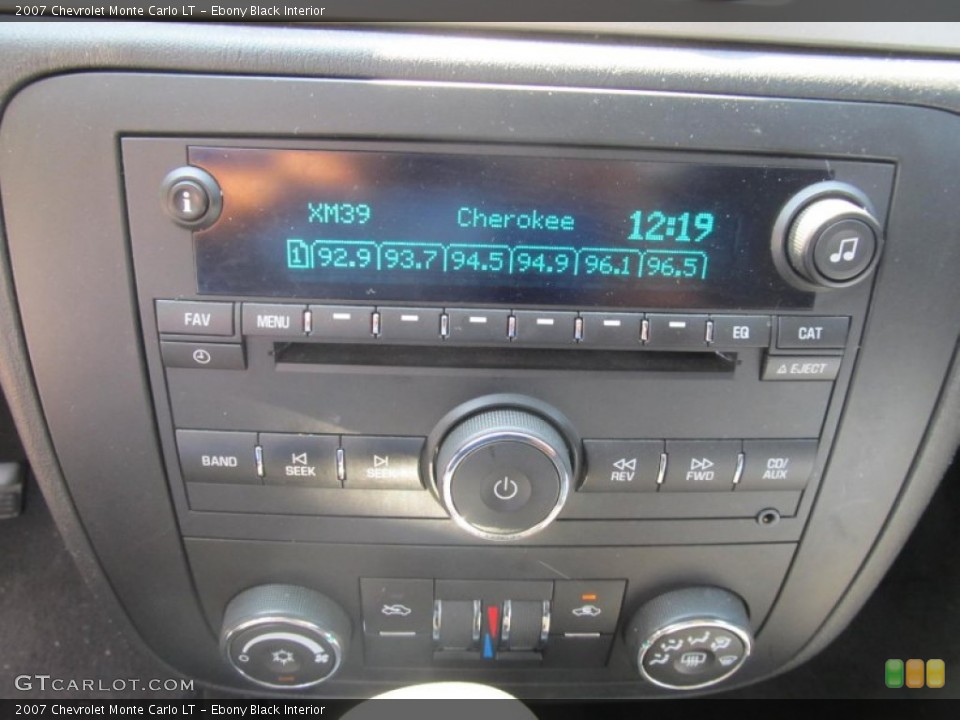 2007 Chevrolet Monte Carlo LT - Ebony Black Interior
i
XM39 Cherokee 12:19
1 92.9 93.7 94.5 94.9 96.1 96.5
FAV MENU EQ CAT
EJECT
BAND SEEK SEEK REV FWD CD/AUX
GTCARLOT.COM
2007 Chevrolet Monte Carlo LT - Ebony Black Interior